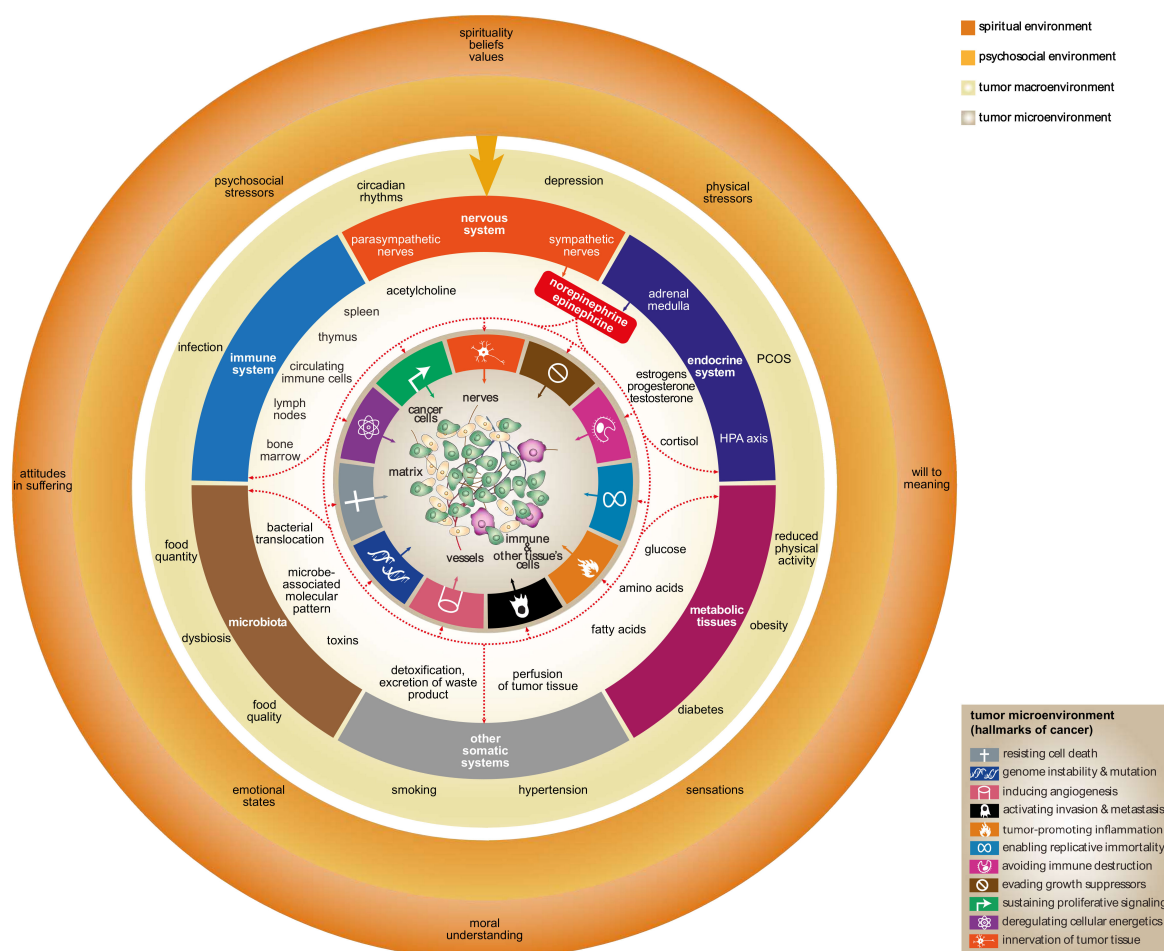 spirituality
beliefs
values
spiritual environment
psychosocial environment
tumor macroenvironment
tumor microenvironment
psychosocial
stressors
circadian
rhythms
depression
physical
stressors
nervous
system
parasympathetic
nerves
sympathetic
nerves
norepinephrine
epinephrine
adrenal
medulla
acetylcholine
spleen
thymus
circulating
immune cells
lymph
nodes
bone
marrow
infection
immune
system
endocrine
system
PCOS
HPA axis
estrogens
progesterone
testosterone
cortisol
nerves
cancer
cells
matrix
vessels
immune
&
other tissue's
cells
attitudes
in suffering
will to
meaning
food
quantity
bacterial
translocation
microbe-
associated
molecular
pattern
toxins
microbiota
dysbiosis
food
quality
glucose
amino acids
fatty acids
metabolic
tissues
reduced
physical
activity
obesity
diabetes
detoxification,
excretion of waste
product
perfusion
of tumor tissue
other
somatic
systems
smoking
hypertension
emotional
states
sensations
moral
understanding
tumor microenvironment
(hallmarks of cancer)
resisting cell death
genome instability & mutation
inducing angiogenesis
activating invasion & metastasis
tumor-promoting inflammation
enabling replicative immortality
avoiding immune destruction
evading growth suppressors
sustaining proliferative signaling
deregulating cellular energetics
innervation of tumor tissue